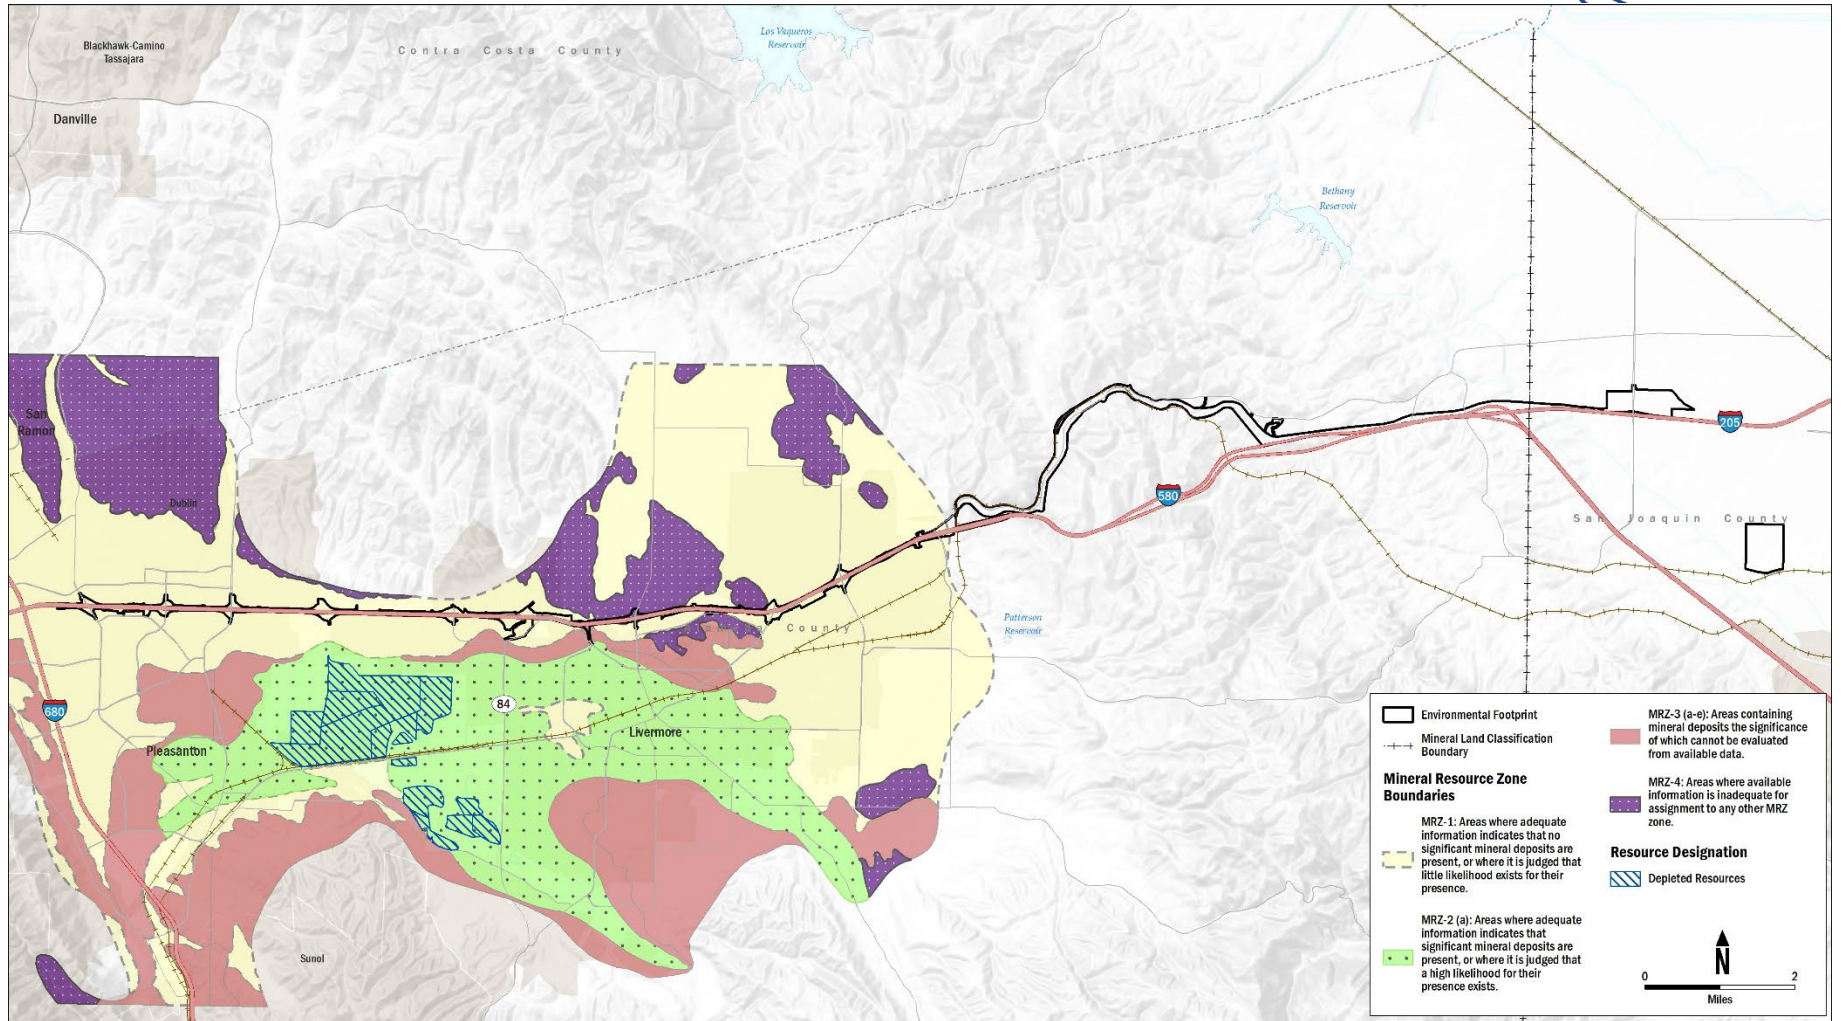 Blackhawk-Camino
Tassajara
Contra Costa County
Los Vaqueros
Reservoir
Danville
Bethany
Reservoir
San
Ramon
Dublin
205
580
San Joaquin County
Patterson
Reservoir
County
680
84
Pleasanton
Livermore
Sunol
Environmental Footprint
Mineral Land Classification
Boundary
Mineral Resource Zone
Boundaries
MRZ-1: Areas where adequate
information indicates that no
significant mineral deposits are
present, or where it is judged that
little likelihood exists for their
presence.
MRZ-2 (a): Areas where adequate
information indicates that
significant mineral deposits are
present, or where it is judged that
a high likelihood for their
presence exists.
MRZ-3 (a-e): Areas containing
mineral deposits the significance
of which cannot be evaluated
from available data.
MRZ-4: Areas where available
information is inadequate for
assignment to any other MRZ
zone.
Resource Designation
Depleted Resources
N
0 2
Miles